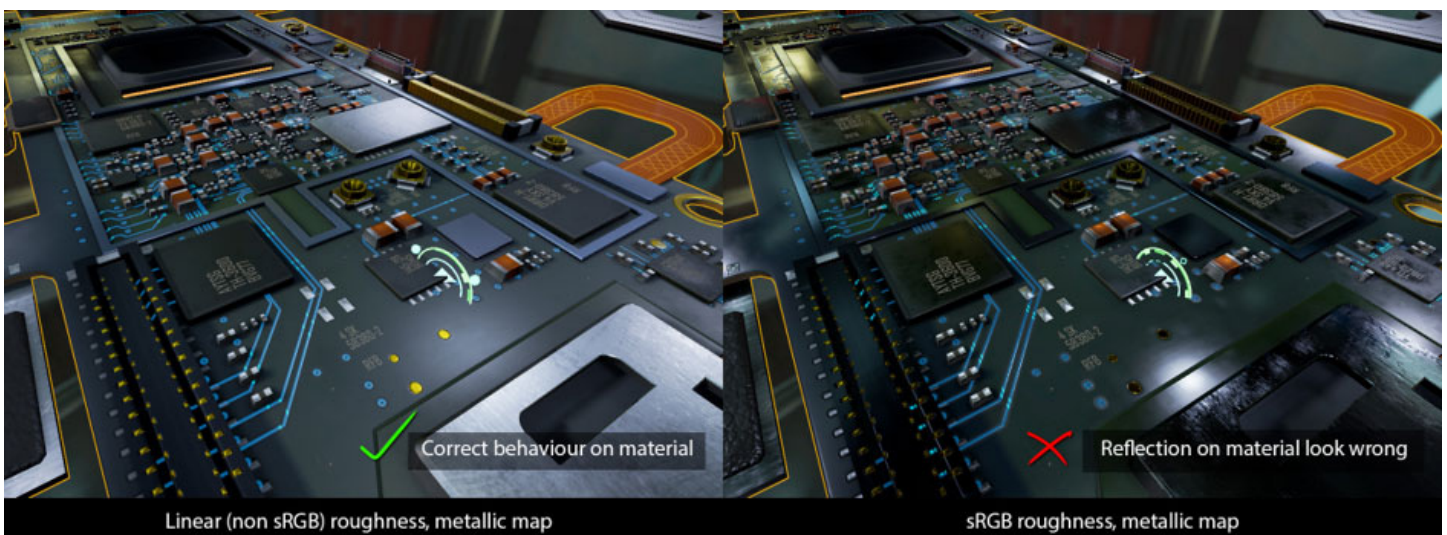 Correct behaviour on material
Reflection on material look wrong
Linear (non sRGB) roughness, metallic map
sRGB roughness, metallic map